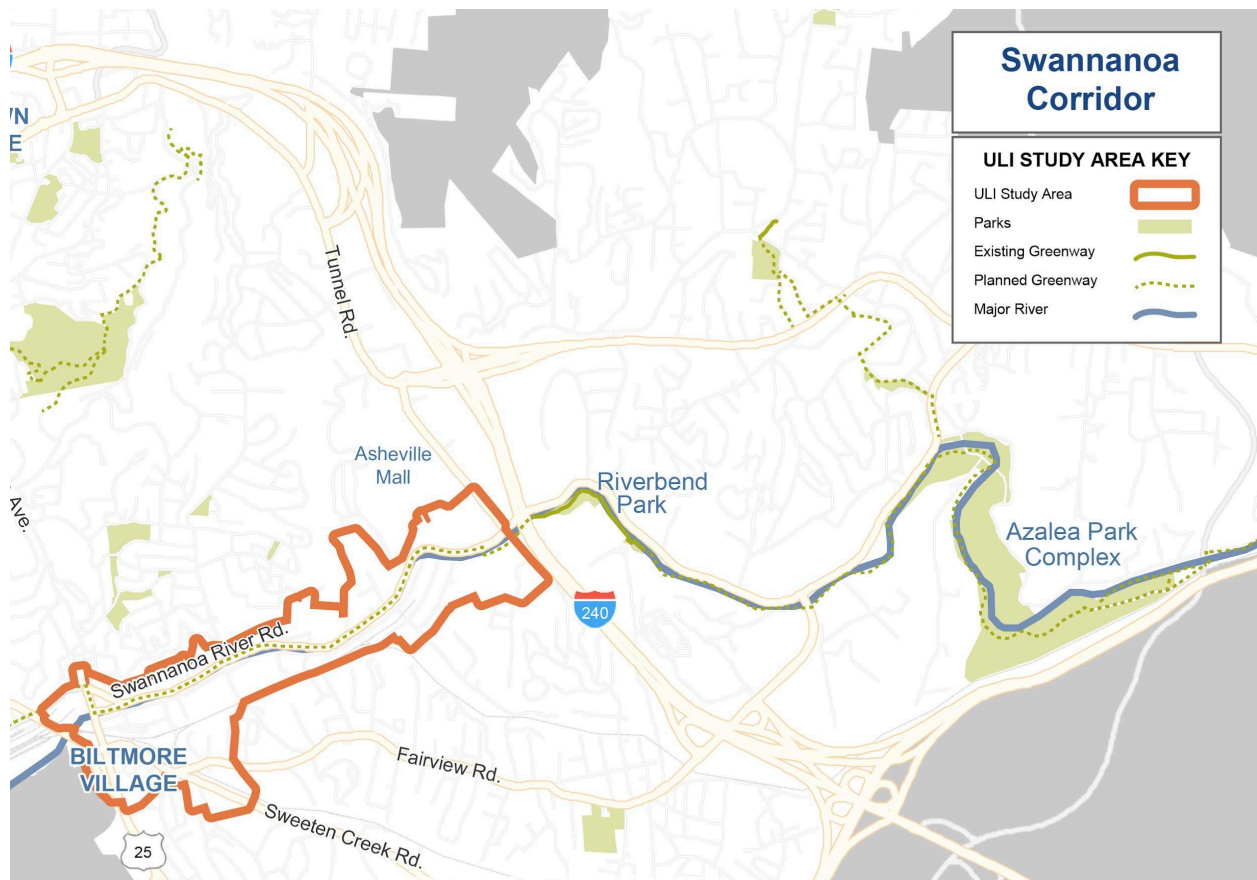 Swannanoa
Corridor
ULI STUDY AREA KEY
ULI Study Area
Parks
Existing Greenway
Planned Greenway
Major River
WN
E
Tunnel Rd.
Asheville
Mall
Riverbend
Park
Azalea Park
Complex
Ave.
240
Swannanoa River Rd.
BILTMORE
VILLAGE
Fairview Rd.
Sweeten Creek Rd.
25